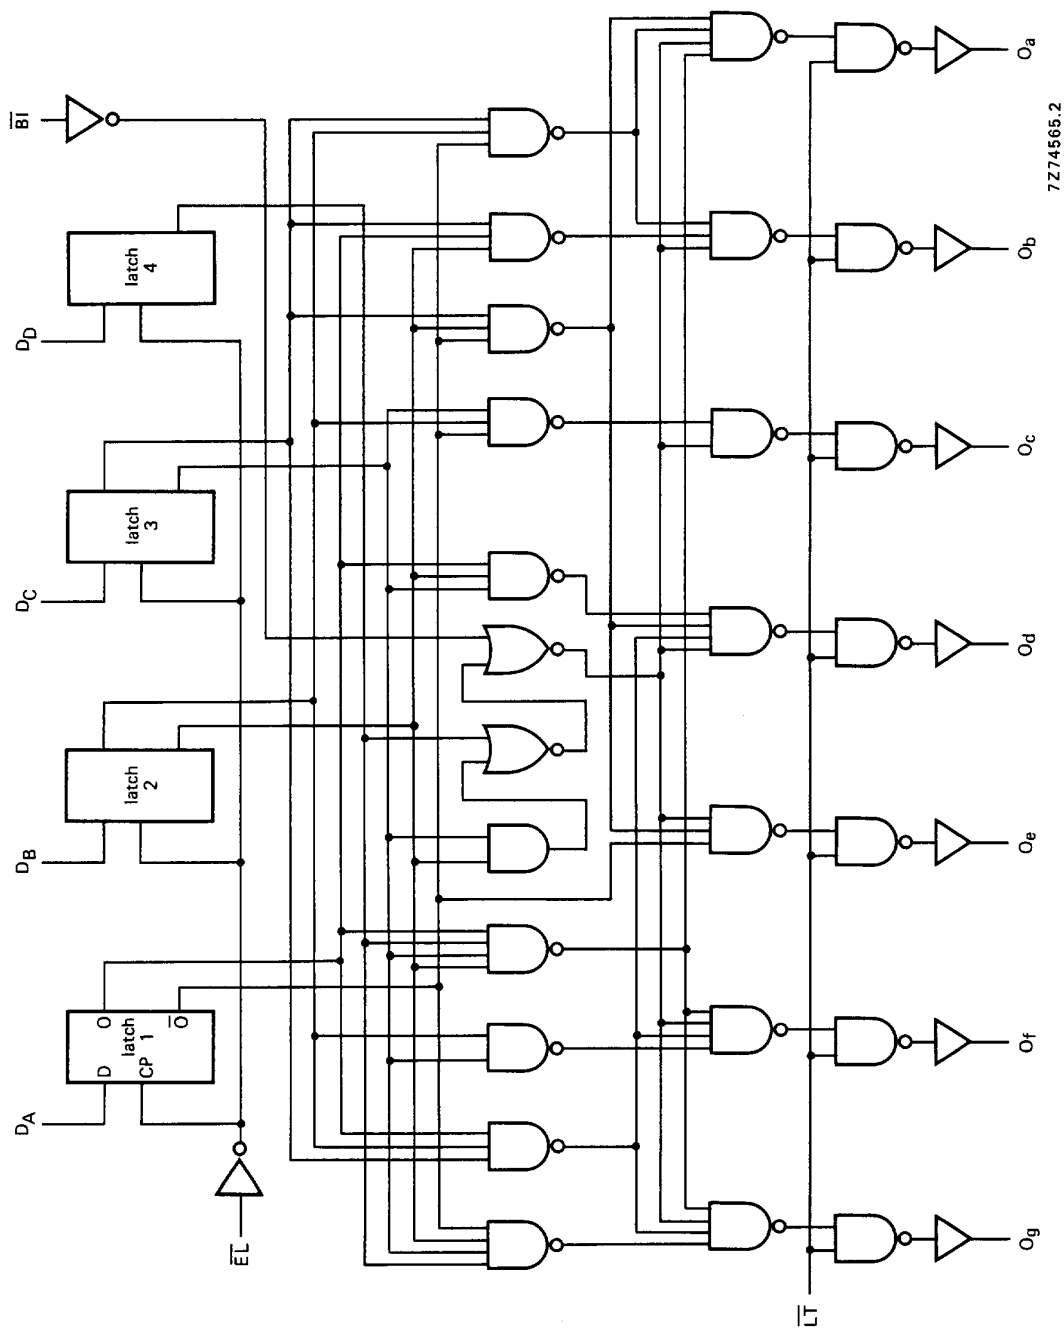 B̅I̅
latch
4
D_D
latch
3
D_C
latch
2
D_B
O
O̅
latch
1
D
CP
D_A
E̅L̅
L̅T̅
O_a
O_b
O_c
O_d
O_e
O_f
O_g
7Z74565.2